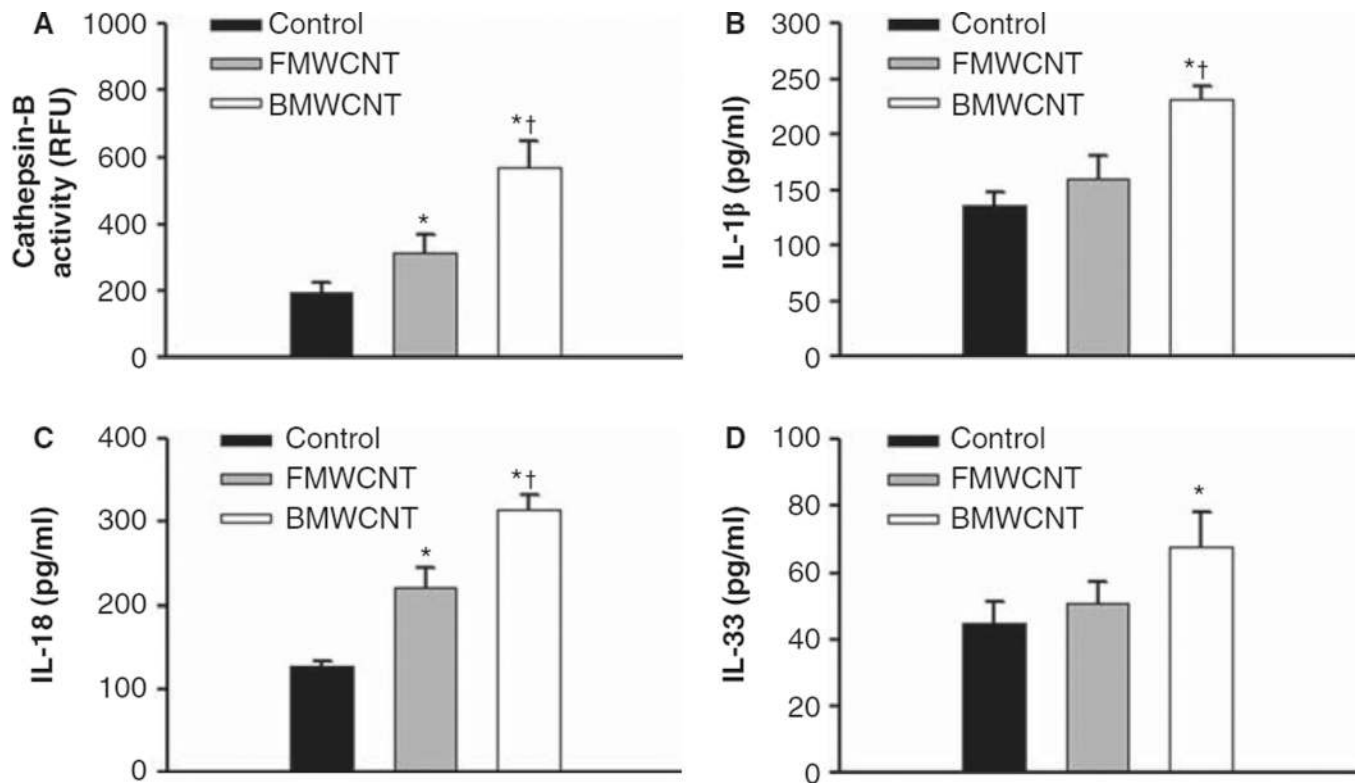 A
Cathepsin-B
activity (RFU)
1000
800
600
400
200
0
Control
FMWCNT
BMWCNT
*
*†
B
IL-1β (pg/ml)
300
250
200
150
100
50
0
Control
FMWCNT
BMWCNT
*†
C
IL-18 (pg/ml)
400
300
200
100
0
Control
FMWCNT
BMWCNT
*
*†
D
IL-33 (pg/ml)
100
80
60
40
20
0
Control
FMWCNT
BMWCNT
*